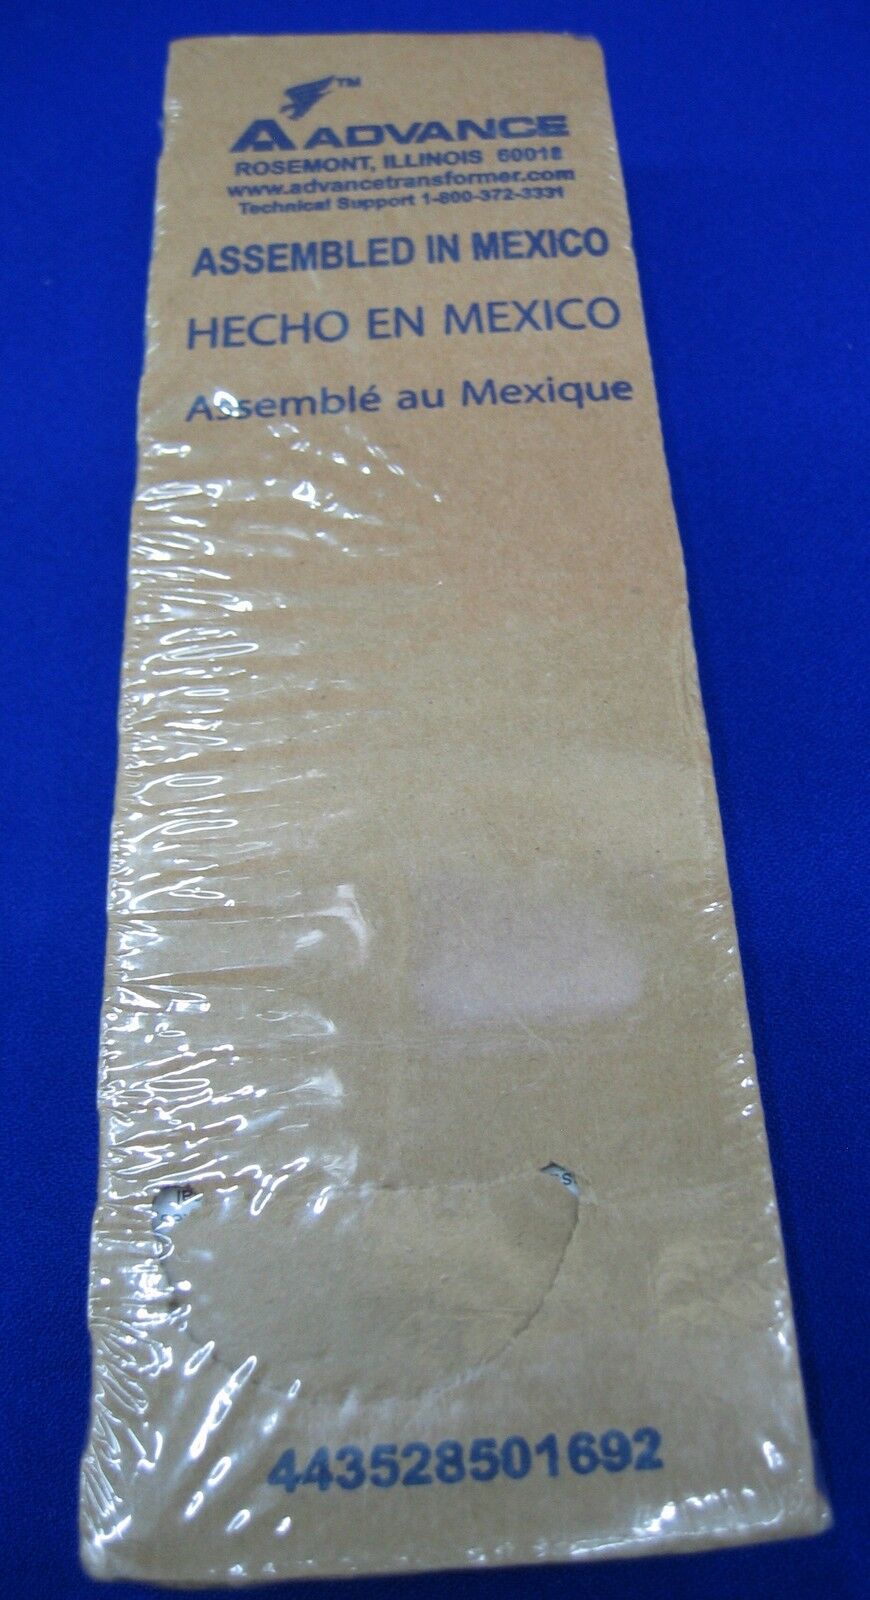 TM
ADVANCE
ROSEMONT, ILLINOIS 60018
www.advancetransformer.com
Technical Support 1-800-372-3331
ASSEMBLED IN MEXICO
HECHO EN MEXICO
Assemblé au Mexique
443528501692